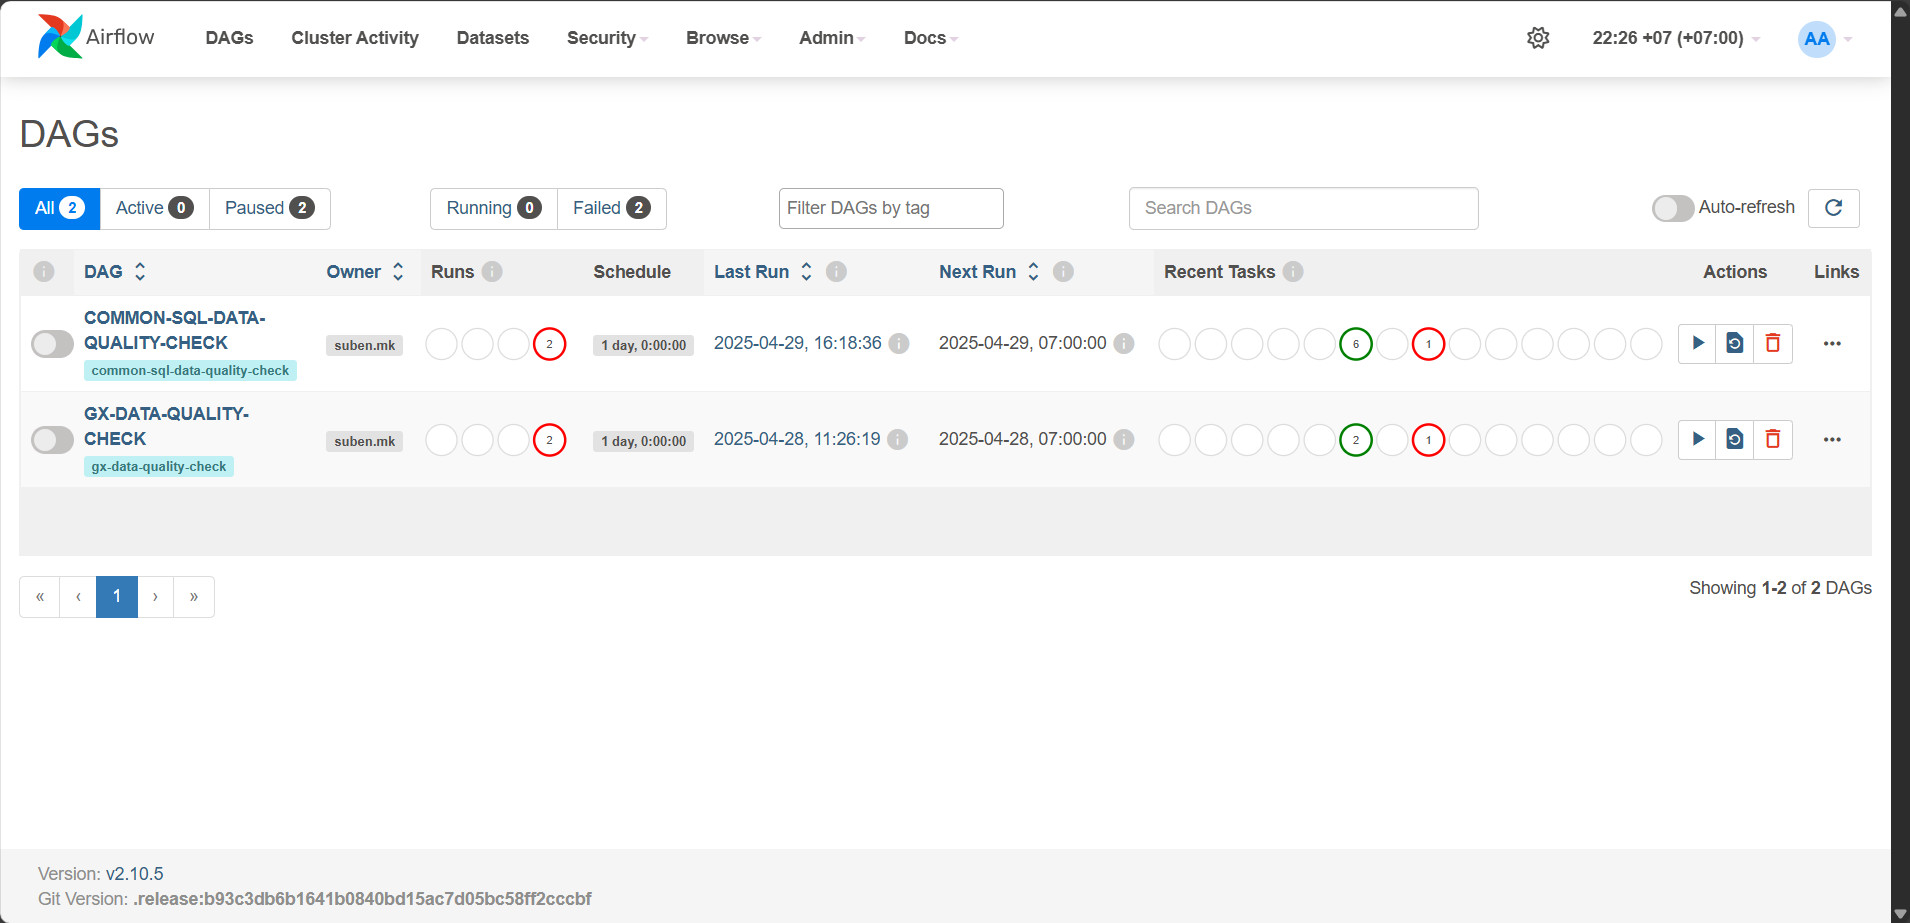 Airflow DAGs Cluster Activity Datasets Security Browse Admin Docs 22:26 +07 (+07:00) AA
DAGs
All 2 Active 0 Paused 2 Running 0 Failed 2 Filter DAGs by tag Search DAGs Auto-refresh
DAG Owner Runs Schedule Last Run Next Run Recent Tasks Actions Links
COMMON-SQL-DATA-
QUALITY-CHECK suben.mk 2 1 day, 0:00:00 2025-04-29, 16:18:36 2025-04-29, 07:00:00 6 1
common-sql-data-quality-check
GX-DATA-QUALITY-
CHECK suben.mk 2 1 day, 0:00:00 2025-04-28, 11:26:19 2025-04-28, 07:00:00 2 1
gx-data-quality-check
« ‹ 1 › » Showing 1-2 of 2 DAGs
Version: v2.10.5
Git Version: .release:b93c3db6b1641b0840bd15ac7d05bc58ff2cccbf